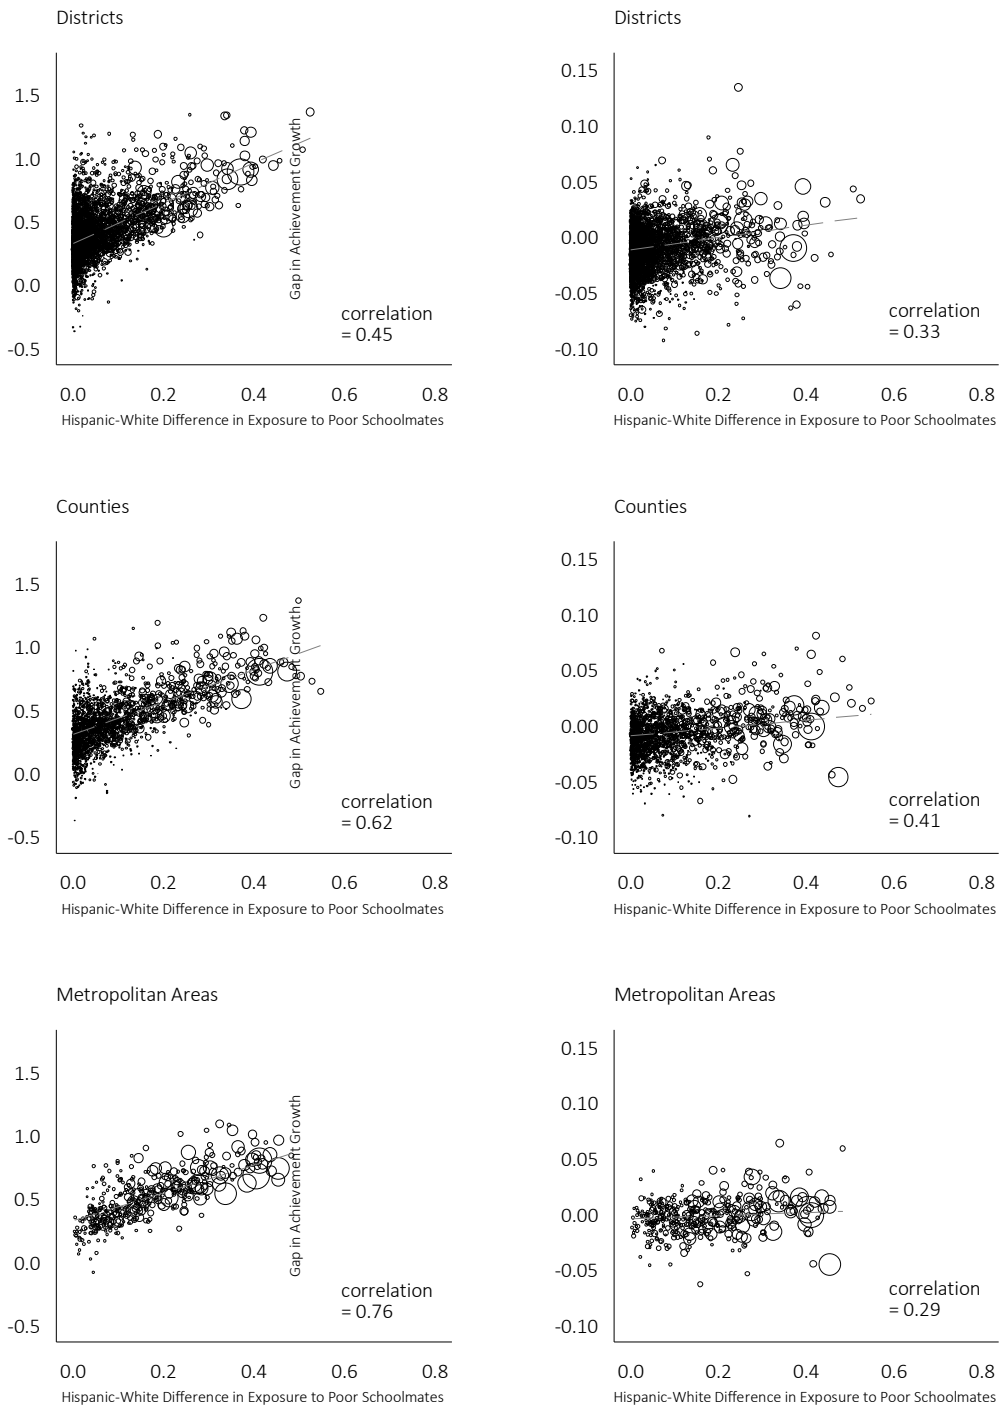 Districts
1.5
1.0
0.5
0.0
-0.5
Gap in Achievement Growth
correlation
= 0.45
0.0 0.2 0.4 0.6 0.8
Hispanic-White Difference in Exposure to Poor Schoolmates
Districts
0.15
0.10
0.05
0.00
-0.05
-0.10
correlation
= 0.33
0.0 0.2 0.4 0.6 0.8
Hispanic-White Difference in Exposure to Poor Schoolmates
Counties
1.5
1.0
0.5
0.0
-0.5
Gap in Achievement Growth
correlation
= 0.62
0.0 0.2 0.4 0.6 0.8
Hispanic-White Difference in Exposure to Poor Schoolmates
Counties
0.15
0.10
0.05
0.00
-0.05
-0.10
correlation
= 0.41
0.0 0.2 0.4 0.6 0.8
Hispanic-White Difference in Exposure to Poor Schoolmates
Metropolitan Areas
1.5
1.0
0.5
0.0
-0.5
Gap in Achievement Growth
correlation
= 0.76
0.0 0.2 0.4 0.6 0.8
Hispanic-White Difference in Exposure to Poor Schoolmates
Metropolitan Areas
0.15
0.10
0.05
0.00
-0.05
-0.10
correlation
= 0.29
0.0 0.2 0.4 0.6 0.8
Hispanic-White Difference in Exposure to Poor Schoolmates